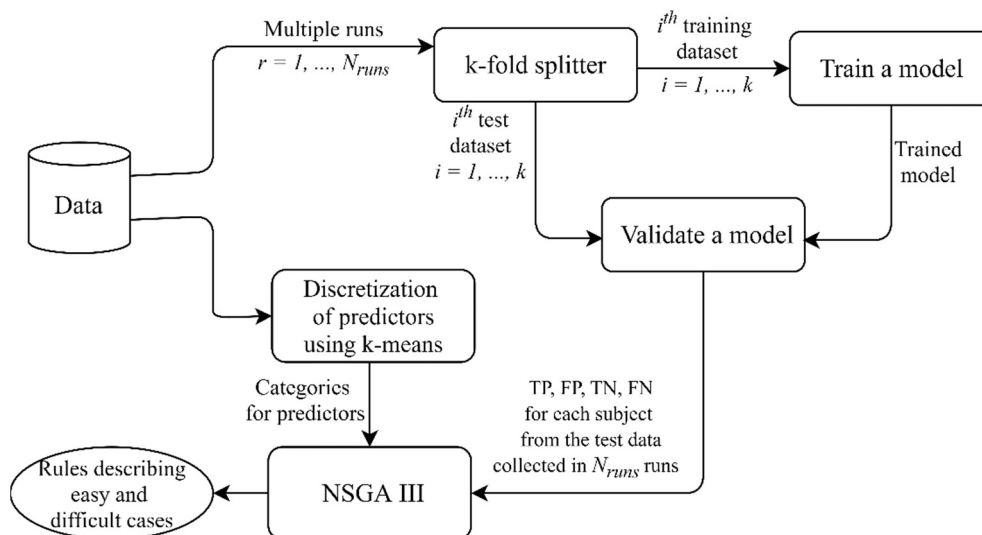 Multiple runs
r = 1, ..., N_runs
k-fold splitter
i^th training
dataset
i = 1, ..., k
Train a model
i^th test
dataset
i = 1, ..., k
Trained
model
Data
Validate a model
Discretization
of predictors
using k-means
Categories
for predictors
TP, FP, TN, FN
for each subject
from the test data
collected in N_runs runs
Rules describing
easy and
difficult cases
NSGA III